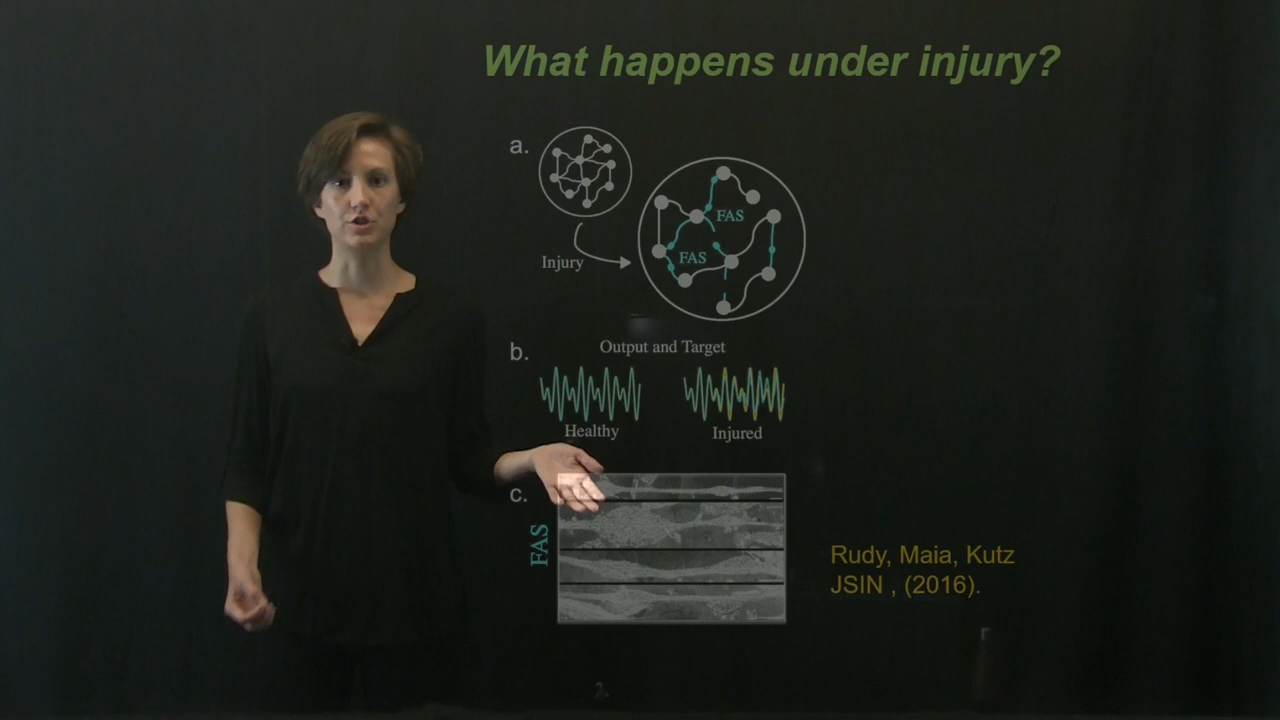 What happens under injury?
a.
FAS
FAS
Injury
b.
Output and Target
Healthy
Injured
c.
FAS
Rudy, Maia, Kutz
JSIN , (2016).